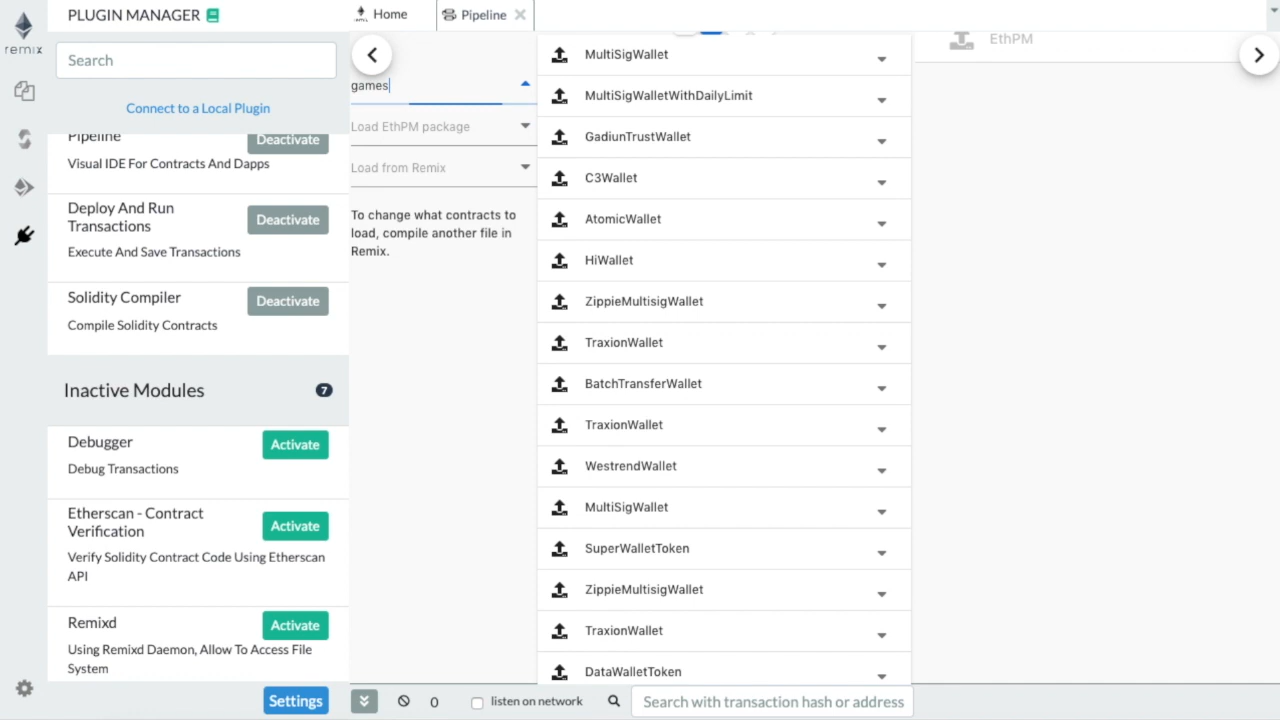 remix
PLUGIN MANAGER
Search
Connect to a Local Plugin
Pipeline
Deactivate
Visual IDE For Contracts And Dapps
Deploy And Run
Transactions
Deactivate
Execute And Save Transactions
Solidity Compiler
Deactivate
Compile Solidity Contracts
Inactive Modules
7
Debugger
Activate
Debug Transactions
Etherscan - Contract
Verification
Activate
Verify Solidity Contract Code Using Etherscan
API
Remixd
Activate
Using Remixd Daemon, Allow To Access File
System
Settings
Home
Pipeline
games
Load EthPM package
Load from Remix
To change what contracts to
load, compile another file in
Remix.
MultiSigWallet
MultiSigWalletWithDailyLimit
GadiunTrustWallet
C3Wallet
AtomicWallet
HiWallet
ZippieMultisigWallet
TraxionWallet
BatchTransferWallet
TraxionWallet
WestrendWallet
MultiSigWallet
SuperWalletToken
ZippieMultisigWallet
TraxionWallet
DataWalletToken
EthPM
0
listen on network
Search with transaction hash or address